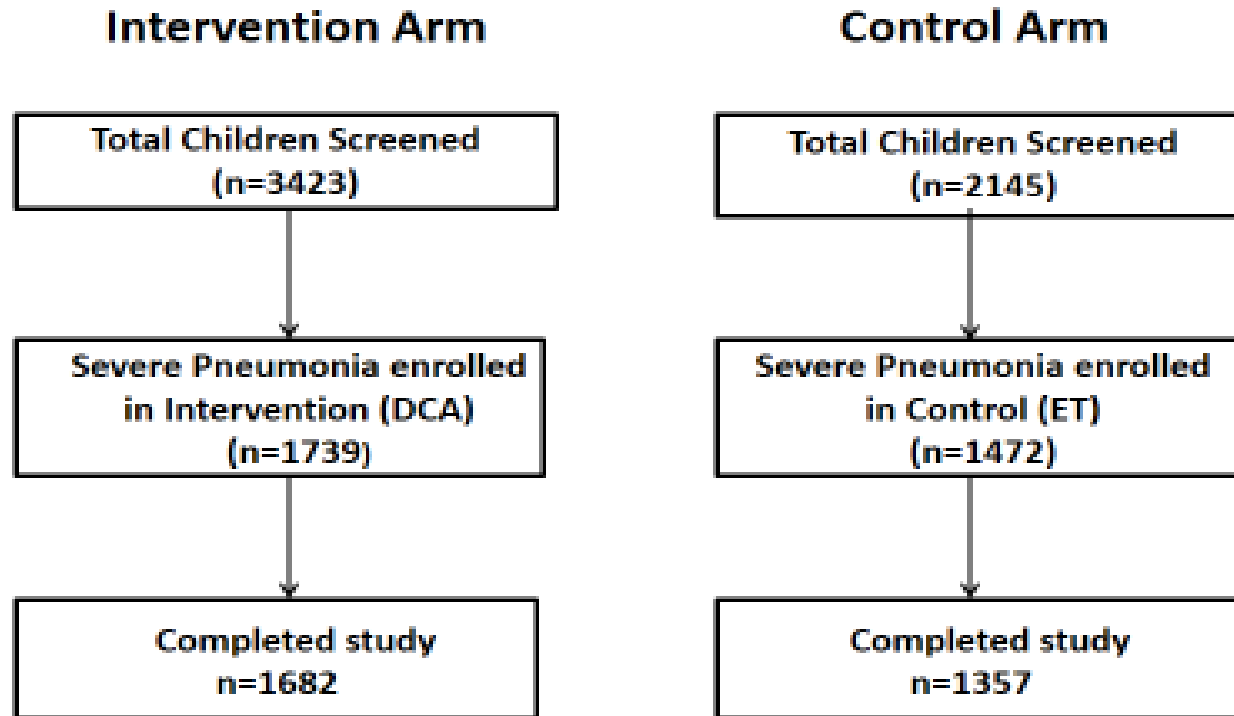 Intervention Arm
Control Arm
Total Children Screened
(n=3423)
Total Children Screened
(n=2145)
Severe Pneumonia enrolled
in Intervention (DCA)
(n=1739)
Severe Pneumonia enrolled
in Control (ET)
(n=1472)
Completed study
n=1682
Completed study
n=1357